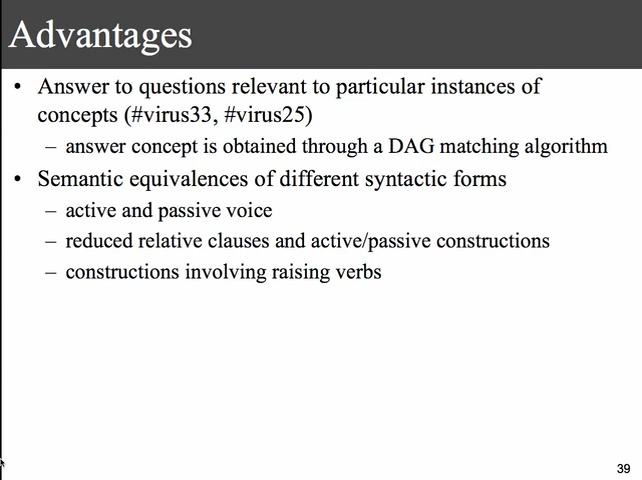 Advantages
• Answer to questions relevant to particular instances of
concepts (#virus33, #virus25)
– answer concept is obtained through a DAG matching algorithm
• Semantic equivalences of different syntactic forms
– active and passive voice
– reduced relative clauses and active/passive constructions
– constructions involving raising verbs
39